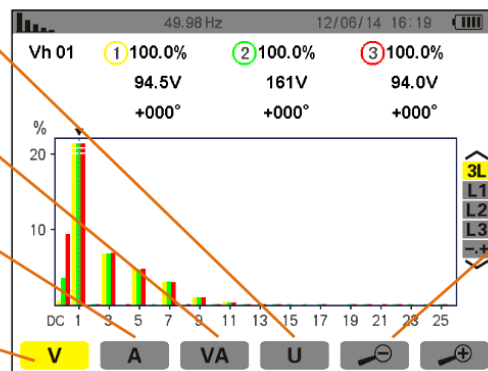 49.98 Hz 12/06/14 16:19
Vh 01 1 100.0% 2 100.0% 3 100.0%
94.5V 161V 94.0V
+000° +000° +000°
%
20
10
3L
L1
L2
L3
-.+
DC 1 3 5 7 9 11 13 15 17 19 21 23 25
V A VA U